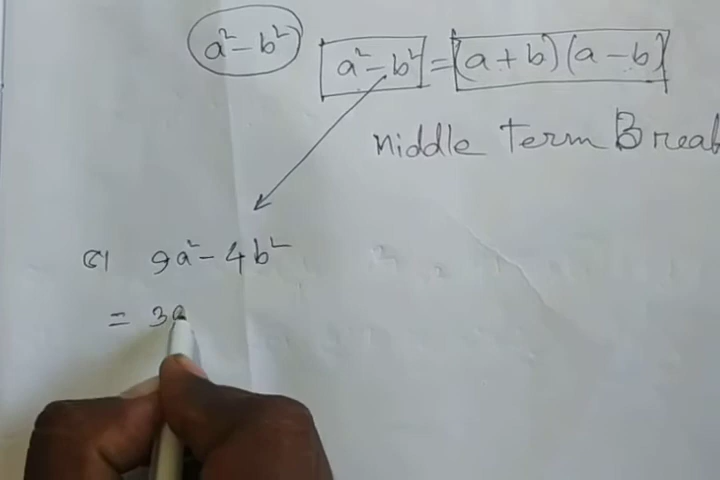 a² - b²
a² - b² = (a + b) (a - b)
middle term Break
c) 9a² - 4b²
= 3a